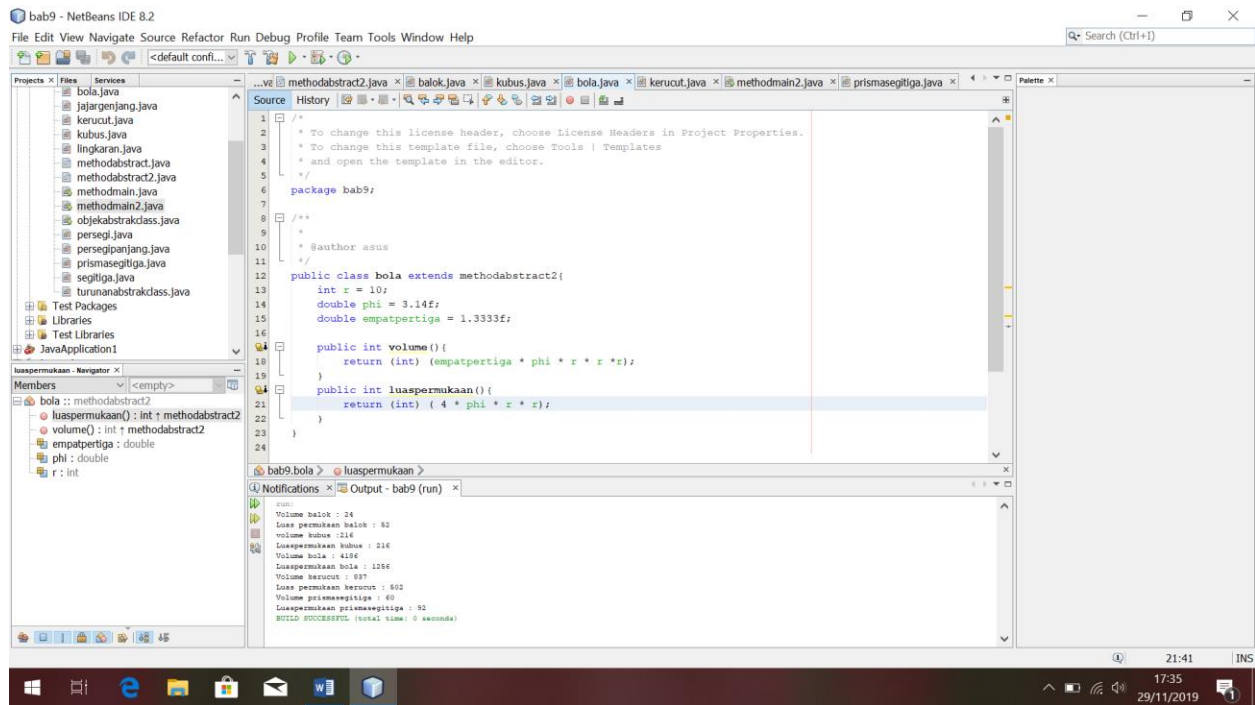 bab9 - NetBeans IDE 8.2
File Edit View Navigate Source Refactor Run Debug Profile Team Tools Window Help
Search (Ctrl+I)
<default confi...
Projects Files Services
bola.java
jajargenjang.java
kerucut.java
kubus.java
lingkaran.java
methodabstract.java
methodabstract2.java
methodmain.java
methodmain2.java
objekabstrakclass.java
persegi.java
persegipanjang.java
prismasegitiga.java
segitiga.java
turunanabstrakclass.java
Test Packages
Libraries
Test Libraries
JavaApplication1
luaspermukaan - Navigator
Members <empty>
bola :: methodabstract2
luaspermukaan() : int ↑ methodabstract2
volume() : int ↑ methodabstract2
empatpertiga : double
phi : double
r : int
...va methodabstract2.java balok.java kubus.java bola.java kerucut.java methodmain2.java prismasegitiga.java
Source History
1 /*
2 * To change this license header, choose License Headers in Project Properties.
3 * To change this template file, choose Tools | Templates
4 * and open the template in the editor.
5 */
6 package bab9;
7
8 /**
9 *
10 * @author asus
11 */
12 public class bola extends methodabstract2{
13 int r = 10;
14 double phi = 3.14f;
15 double empatpertiga = 1.3333f;
16
public int volume(){
18 return (int) (empatpertiga * phi * r * r *r);
19 }
public int luaspermukaan(){
21 return (int) ( 4 * phi * r * r);
22 }
23 }
24
bab9.bola luaspermukaan
Notifications Output - bab9 (run)
run:
Volume balok : 24
Luas permukaan balok : 52
volume kubus :216
Luaspermukaan kubus : 216
Volume bola : 4186
Luaspermukaan bola : 1256
Volume kerucut : 837
Luas permukaan kerucut : 502
Volume prismasegitiga : 60
Luaspermukaan prismasegitiga : 92
BUILD SUCCESSFUL (total time: 0 seconds)
Palette
21:41 INS
17:35
29/11/2019